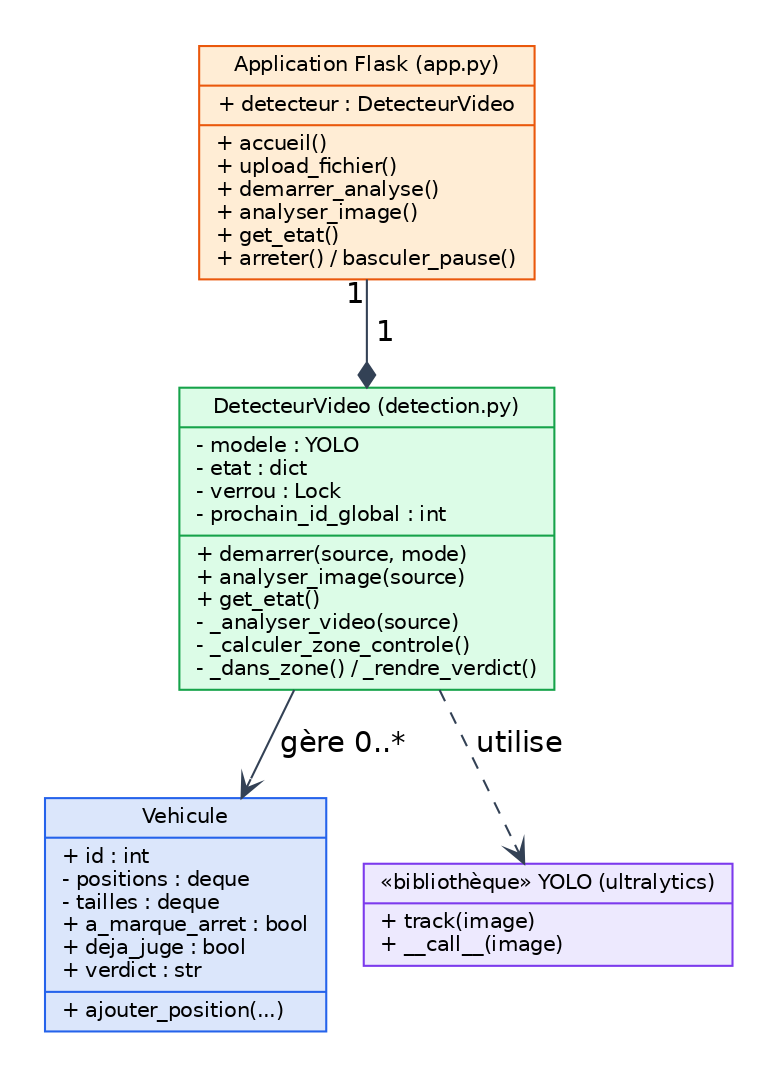 Application Flask (app.py)
+ detecteur : DetecteurVideo
+ accueil()
+ upload_fichier()
+ demarrer_analyse()
+ analyser_image()
+ get_etat()
+ arreter() / basculer_pause()
1
1
DetecteurVideo (detection.py)
- modele : YOLO
- etat : dict
- verrou : Lock
- prochain_id_global : int
+ demarrer(source, mode)
+ analyser_image(source)
+ get_etat()
- _analyser_video(source)
- _calculer_zone_controle()
- _dans_zone() / _rendre_verdict()
gère 0..*
utilise
Vehicule
+ id : int
- positions : deque
- tailles : deque
+ a_marque_arret : bool
+ deja_juge : bool
+ verdict : str
+ ajouter_position(...)
«bibliothèque» YOLO (ultralytics)
+ track(image)
+ __call__(image)